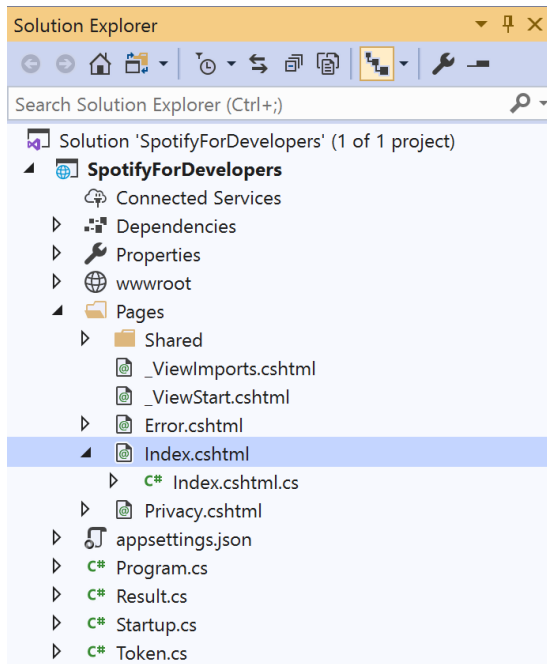 Solution Explorer
Search Solution Explorer (Ctrl+;)
Solution 'SpotifyForDevelopers' (1 of 1 project)
SpotifyForDevelopers
Connected Services
Dependencies
Properties
wwwroot
Pages
Shared
_ViewImports.cshtml
_ViewStart.cshtml
Error.cshtml
Index.cshtml
C# Index.cshtml.cs
Privacy.cshtml
appsettings.json
C# Program.cs
C# Result.cs
C# Startup.cs
C# Token.cs